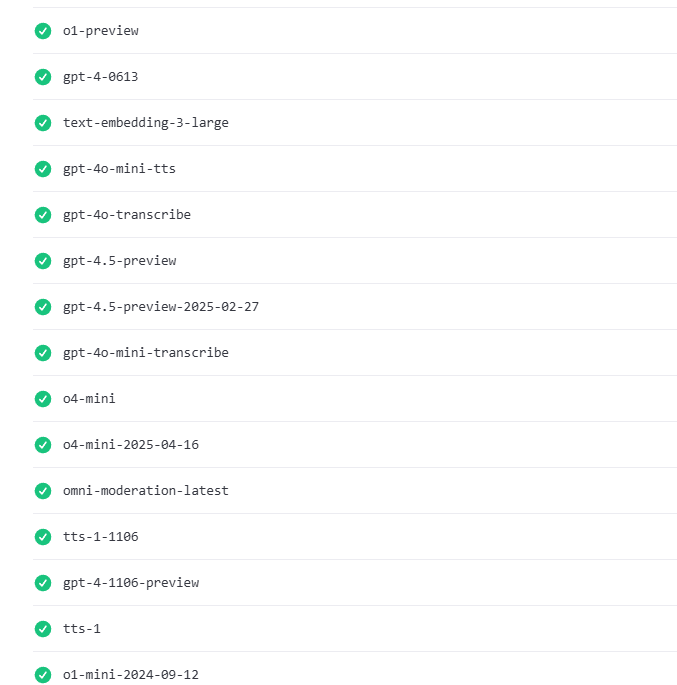 o1-preview
gpt-4-0613
text-embedding-3-large
gpt-4o-mini-tts
gpt-4o-transcribe
gpt-4.5-preview
gpt-4.5-preview-2025-02-27
gpt-4o-mini-transcribe
o4-mini
o4-mini-2025-04-16
omni-moderation-latest
tts-1-1106
gpt-4-1106-preview
tts-1
o1-mini-2024-09-12